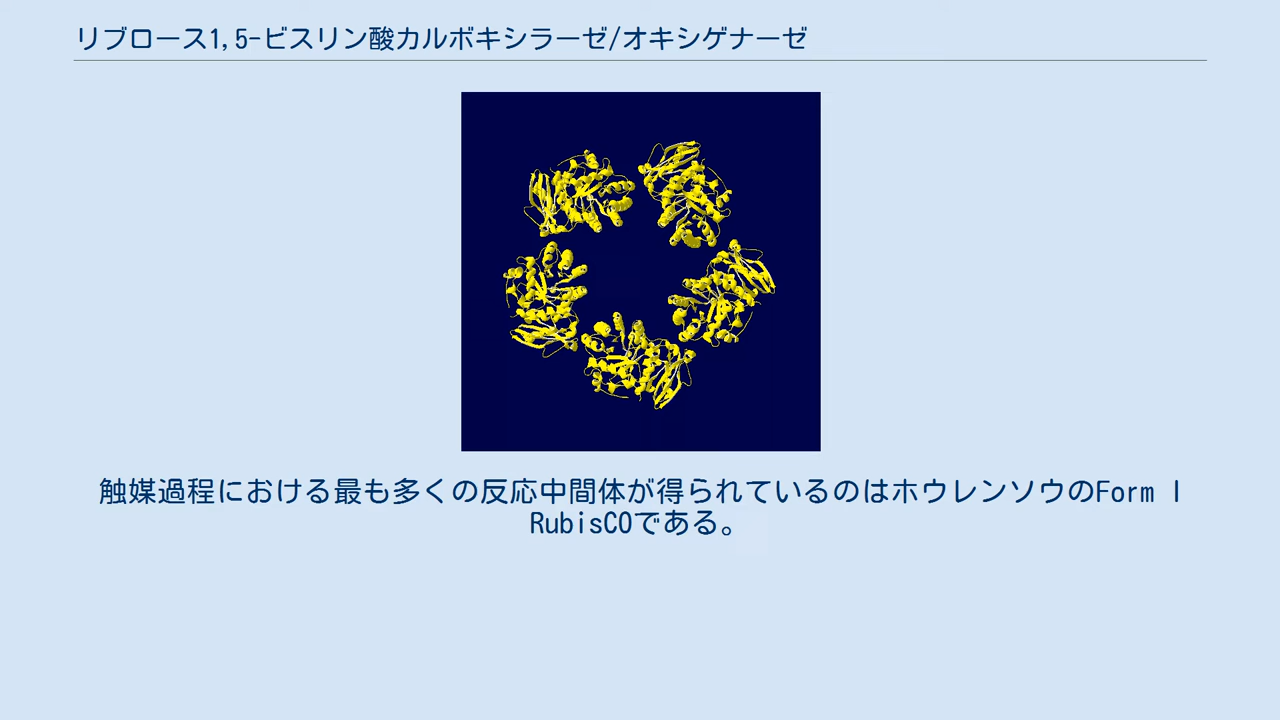 リブロース1,5-ビスリン酸カルボキシラーゼ/オキシゲナーゼ
触媒過程における最も多くの反応中間体が得られているのはホウレンソウのForm I
RubisCOである。